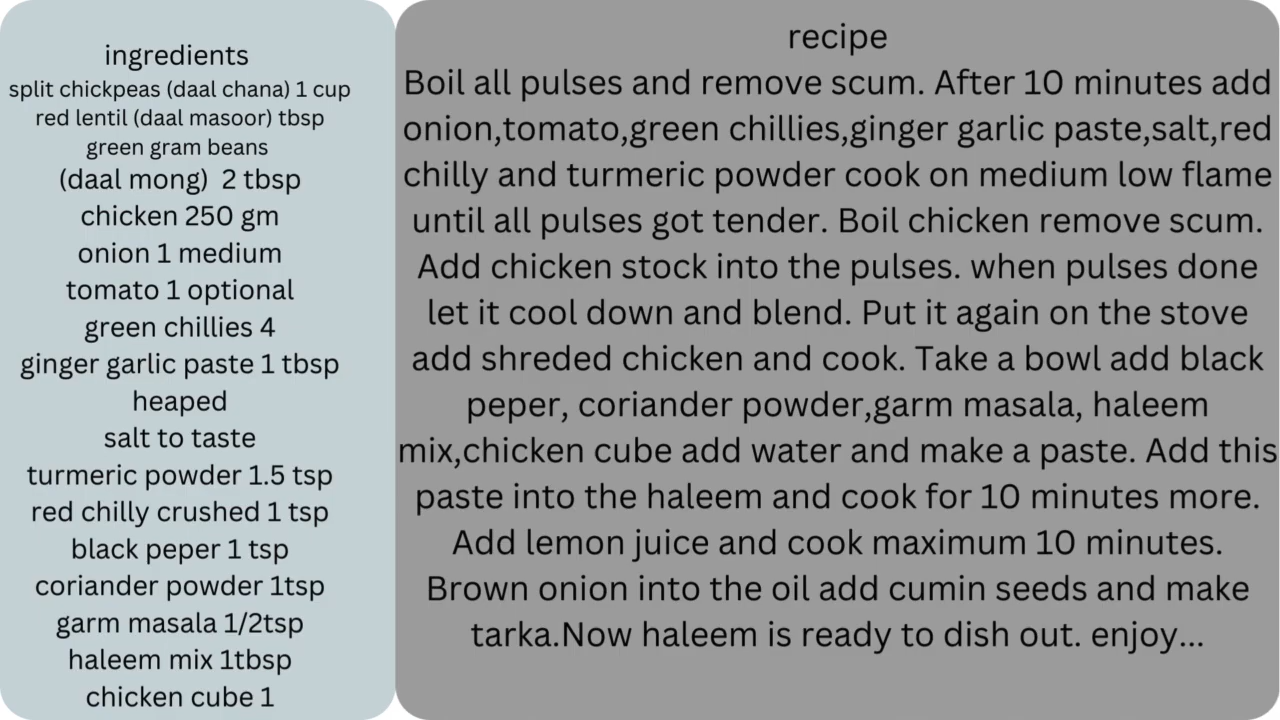 ingredients
split chickpeas (daal chana) 1 cup
red lentil (daal masoor) tbsp
green gram beans
(daal mong)  2 tbsp
chicken 250 gm
onion 1 medium
tomato 1 optional
green chillies 4
ginger garlic paste 1 tbsp
heaped
salt to taste
turmeric powder 1.5 tsp
red chilly crushed 1 tsp
black peper 1 tsp
coriander powder 1tsp
garm masala 1/2tsp
haleem mix 1tbsp
chicken cube 1
recipe
Boil all pulses and remove scum. After 10 minutes add
onion,tomato,green chillies,ginger garlic paste,salt,red
chilly and turmeric powder cook on medium low flame
until all pulses got tender. Boil chicken remove scum.
Add chicken stock into the pulses. when pulses done
let it cool down and blend. Put it again on the stove
add shreded chicken and cook. Take a bowl add black
peper, coriander powder,garm masala, haleem
mix,chicken cube add water and make a paste. Add this
paste into the haleem and cook for 10 minutes more.
Add lemon juice and cook maximum 10 minutes.
Brown onion into the oil add cumin seeds and make
tarka.Now haleem is ready to dish out. enjoy...